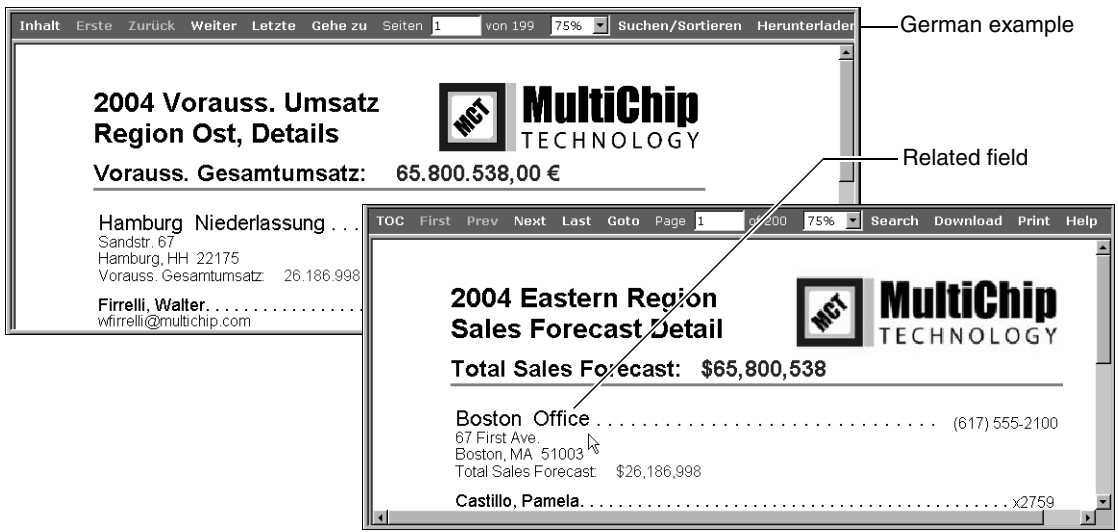 Inhalt Erste Zurück Weiter Letzte Gehe zu Seiten 1 von 199 75% Suchen/Sortieren Herunterladen
German example
2004 Vorauss. Umsatz
Region Ost, Details
MCT MultiChip
TECHNOLOGY
Vorauss. Gesamtumsatz: 65.800.538,00 €
Related field
Hamburg Niederlassung . . .
Sandstr. 67
Hamburg, HH 22175
Vorauss. Gesamtumsatz: 26.186.998
Firrelli, Walter. . . . . . . . . . . . . . . . . .
wfirrelli@multichip.com
TOC First Prev Next Last Goto Page 1 of 200 75% Search Download Print Help
2004 Eastern Region
Sales Forecast Detail
MCT MultiChip
TECHNOLOGY
Total Sales Forecast: $65,800,538
Boston Office . . . . . . . . . . . . . . . . . . . . . . . . . . . . . . (617) 555-2100
67 First Ave.
Boston, MA 51003
Total Sales Forecast: $26,186,998
Castillo, Pamela. . . . . . . . . . . . . . . . . . . . . . . . . . . . . . . . . . . . . . . x2759